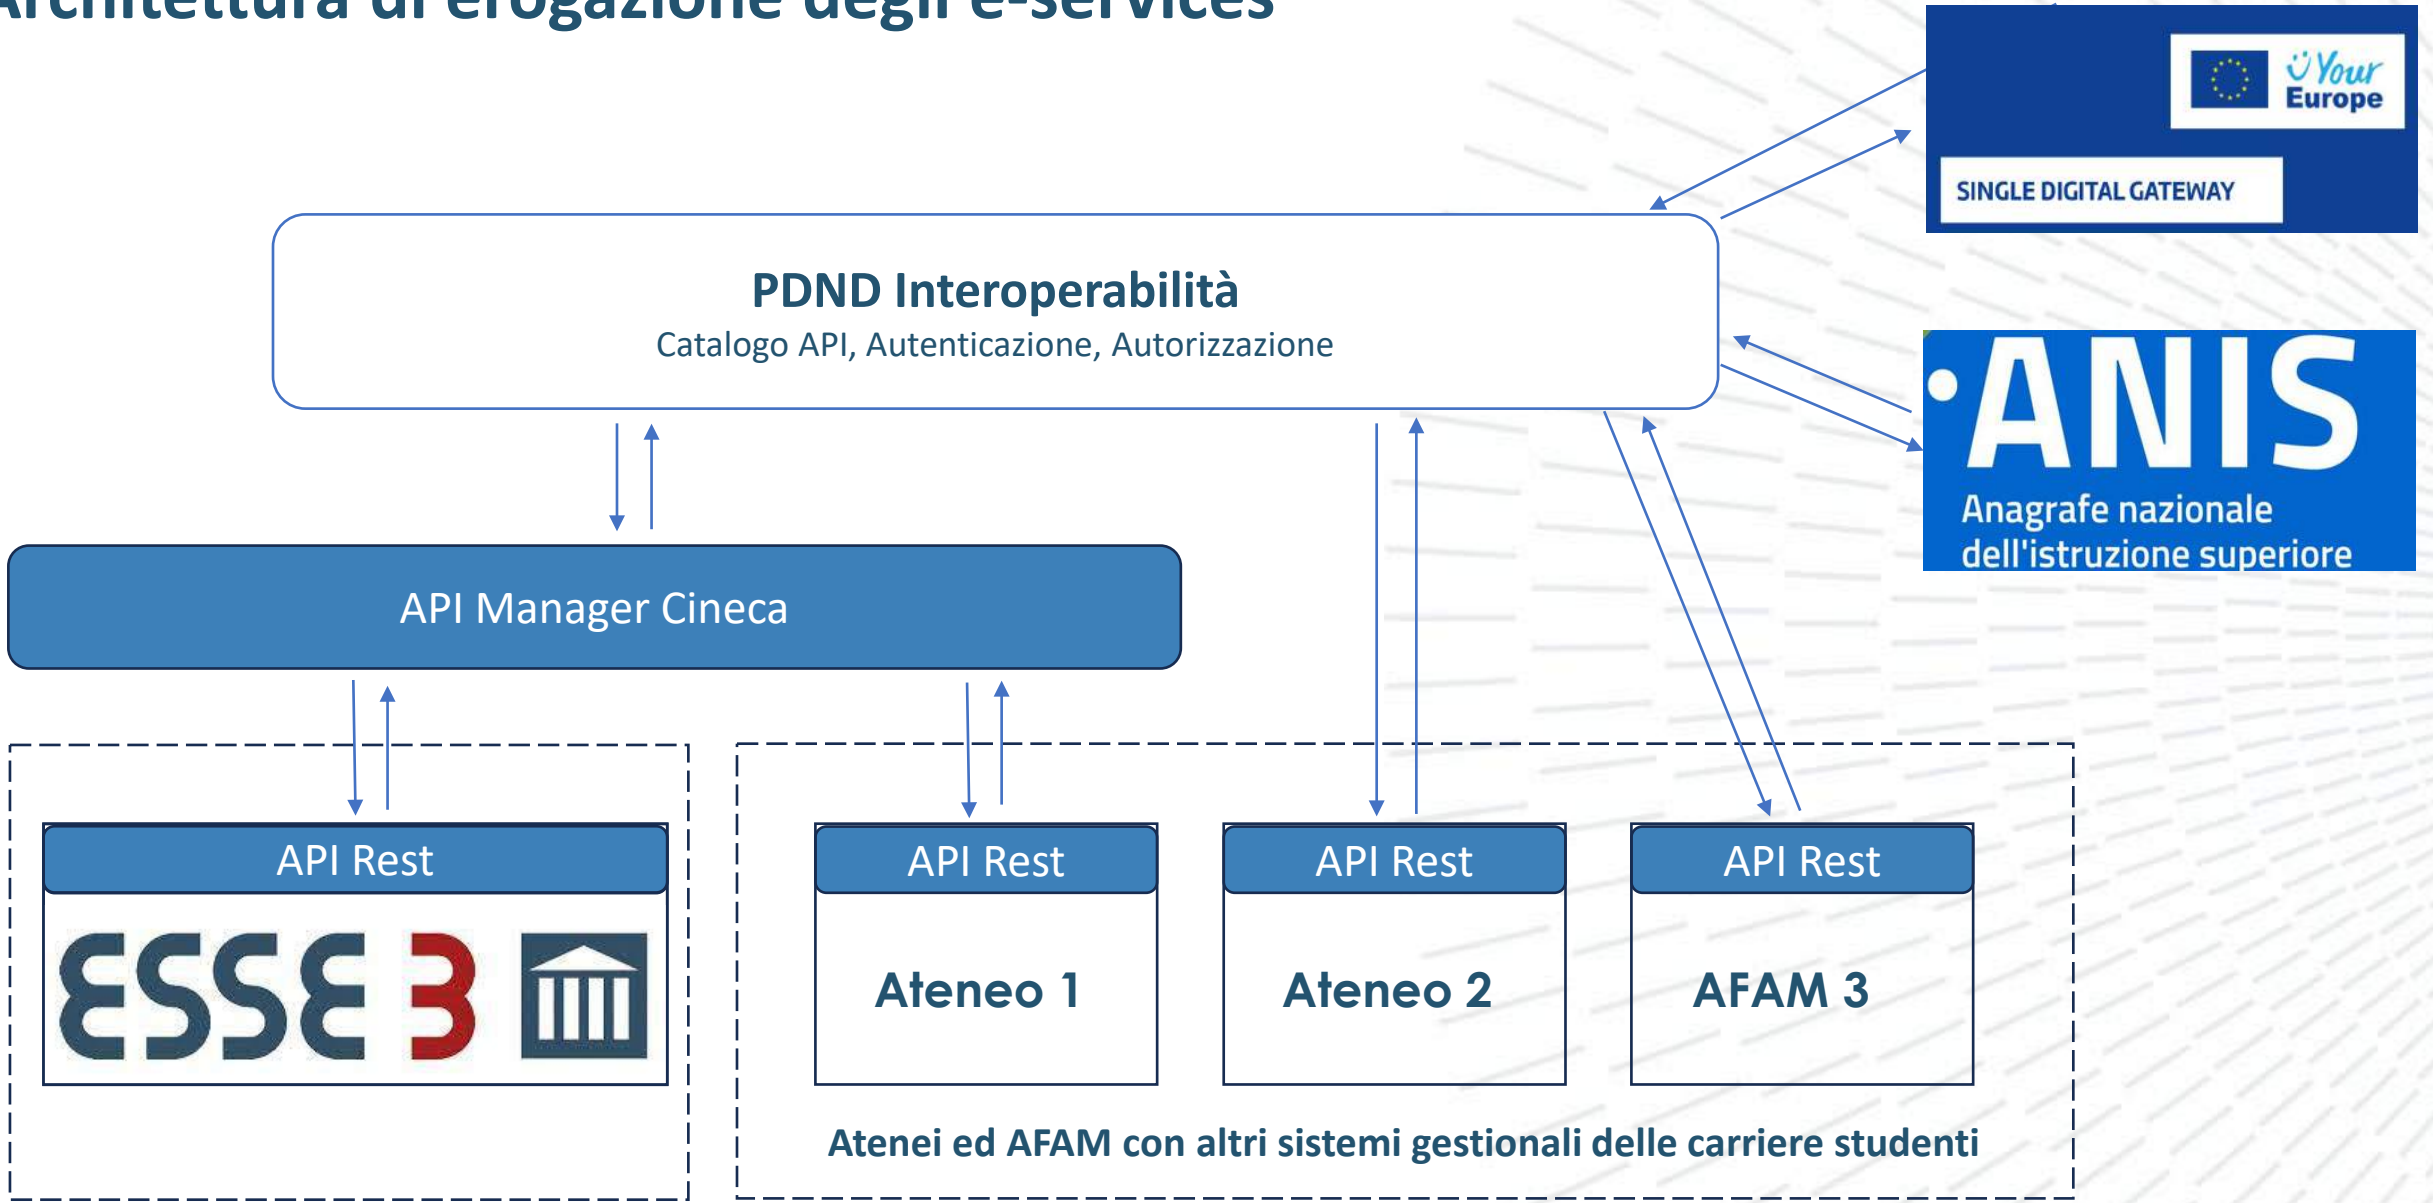 Architettura di erogazione degli e-services
Your
Europe
SINGLE DIGITAL GATEWAY
PDND Interoperabilità
Catalogo API, Autenticazione, Autorizzazione
ANIS
Anagrafe nazionale
dell'istruzione superiore
API Manager Cineca
API Rest
ESSE 3
API Rest
Ateneo 1
API Rest
Ateneo 2
API Rest
AFAM 3
Atenei ed AFAM con altri sistemi gestionali delle carriere studenti